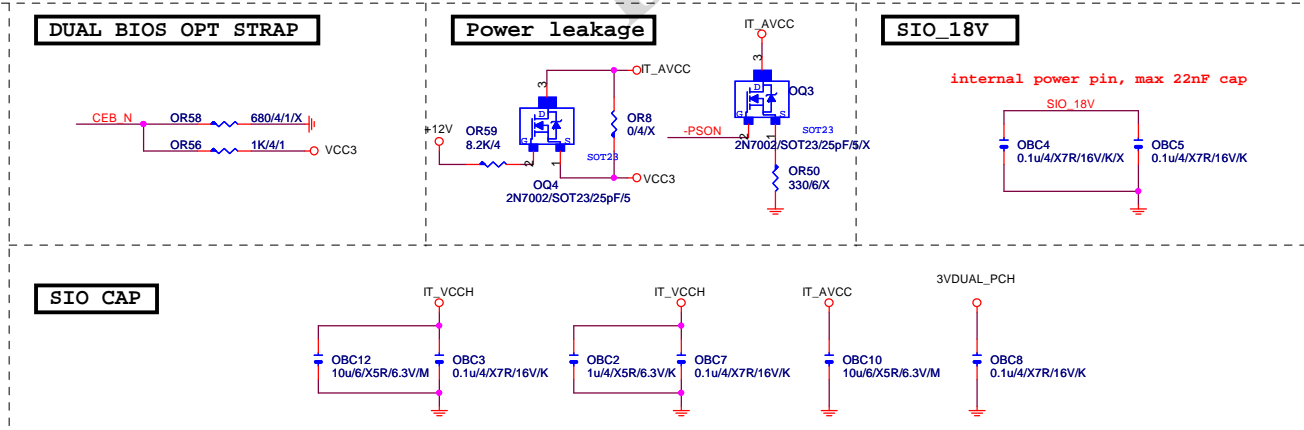 DUAL BIOS OPT STRAP
CEB_N
OR58
680/4/1/X
OR56
1K/4/1
VCC3
Power leakage
IT_AVCC
3
D
G
S
2
1
+12V
OR59
8.2K/4
OR8
0/4/X
SOT23
VCC3
OQ4
2N7002/SOT23/25pF/5
IT_AVCC
3
D
G
S
OQ3
-PSON
2
1
SOT23
2N7002/SOT23/25pF/5/X
OR50
330/6/X
SIO_18V
internal power pin, max 22nF cap
SIO_18V
OBC4
0.1u/4/X7R/16V/K/X
OBC5
0.1u/4/X7R/16V/K
SIO CAP
IT_VCCH
OBC12
10u/6/X5R/6.3V/M
OBC3
0.1u/4/X7R/16V/K
IT_VCCH
OBC2
1u/4/X5R/6.3V/K
OBC7
0.1u/4/X7R/16V/K
IT_AVCC
OBC10
10u/6/X5R/6.3V/M
3VDUAL_PCH
OBC8
0.1u/4/X7R/16V/K